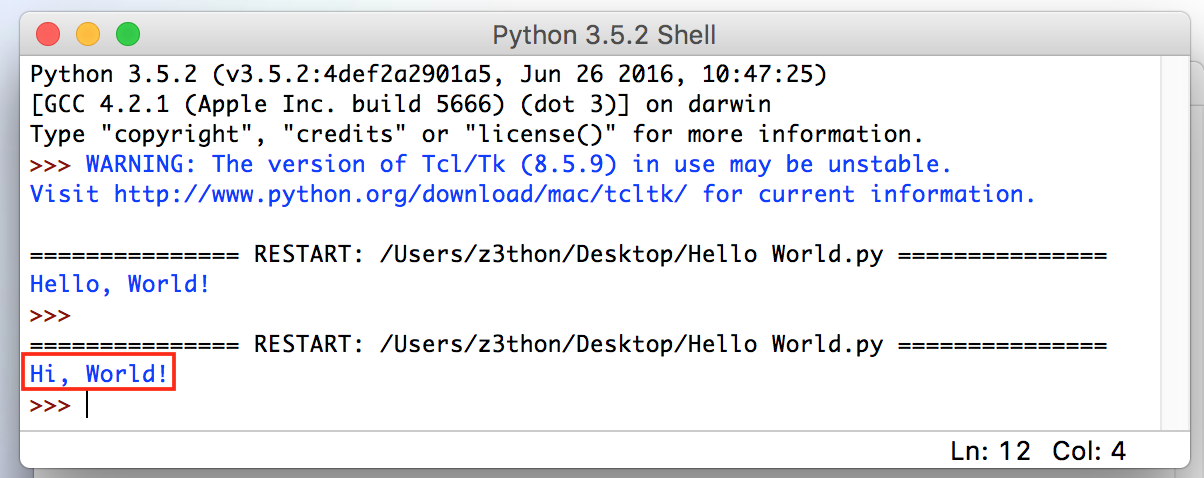 Python 3.5.2 Shell
Python 3.5.2 (v3.5.2:4def2a2901a5, Jun 26 2016, 10:47:25)
[GCC 4.2.1 (Apple Inc. build 5666) (dot 3)] on darwin
Type "copyright", "credits" or "license()" for more information.
>>> WARNING: The version of Tcl/Tk (8.5.9) in use may be unstable.
Visit http://www.python.org/download/mac/tcltk/ for current information.
=============== RESTART: /Users/z3thon/Desktop/Hello World.py ===============
Hello, World!
>>>
=============== RESTART: /Users/z3thon/Desktop/Hello World.py ===============
Hi, World!
>>>
Ln: 12 Col: 4